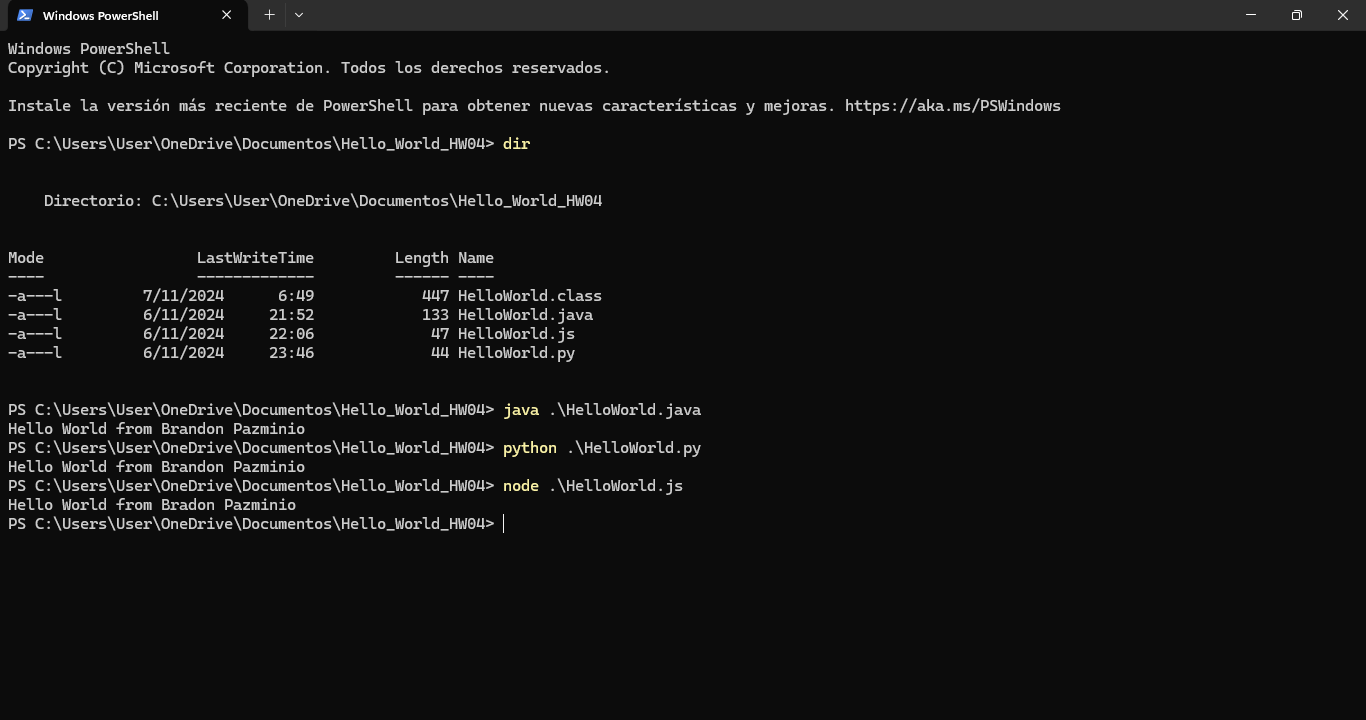 Windows PowerShell
Windows PowerShell
Copyright (C) Microsoft Corporation. Todos los derechos reservados.
Instale la versión más reciente de PowerShell para obtener nuevas características y mejoras. https://aka.ms/PSWindows
PS C:\Users\User\OneDrive\Documentos\Hello_World_HW04> dir
Directorio: C:\Users\User\OneDrive\Documentos\Hello_World_HW04
Mode                 LastWriteTime         Length Name
----                 -------------         ------ ----
-a---l         7/11/2024      6:49            447 HelloWorld.class
-a---l         6/11/2024     21:52            133 HelloWorld.java
-a---l         6/11/2024     22:06             47 HelloWorld.js
-a---l         6/11/2024     23:46             44 HelloWorld.py
PS C:\Users\User\OneDrive\Documentos\Hello_World_HW04> java .\HelloWorld.java
Hello World from Brandon Pazminio
PS C:\Users\User\OneDrive\Documentos\Hello_World_HW04> python .\HelloWorld.py
Hello World from Brandon Pazminio
PS C:\Users\User\OneDrive\Documentos\Hello_World_HW04> node .\HelloWorld.js
Hello World from Bradon Pazminio
PS C:\Users\User\OneDrive\Documentos\Hello_World_HW04>